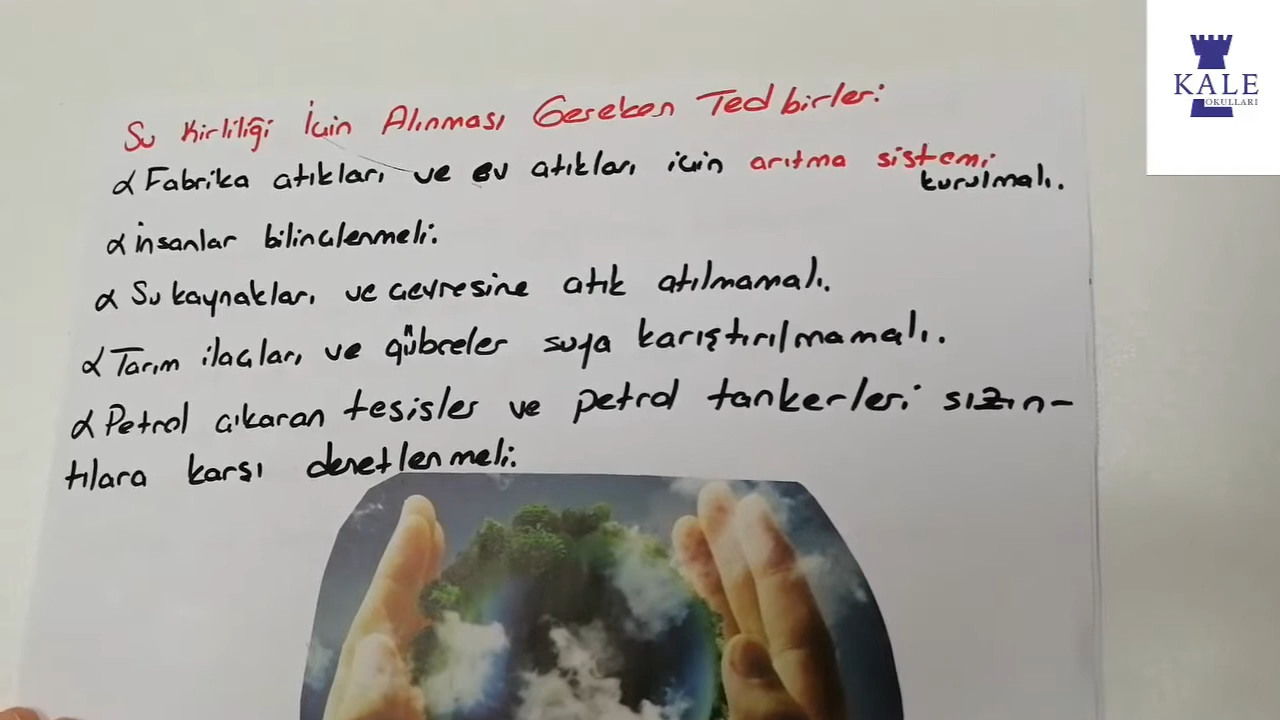 KALE
OKULLARI
Su Kirliliği İçin Alınması Gereken Tedbirler:
α Fabrika atıkları ve ev atıkları için arıtma sistemi
kurulmalı.
α İnsanlar bilinçlenmeli.
α Su kaynakları ve çevresine atık atılmamalı.
α Tarım ilaçları ve gübreler suya karıştırılmamalı.
α Petrol çıkaran tesisler ve petrol tankerleri sızın-
tılara karşı denetlenmeli.